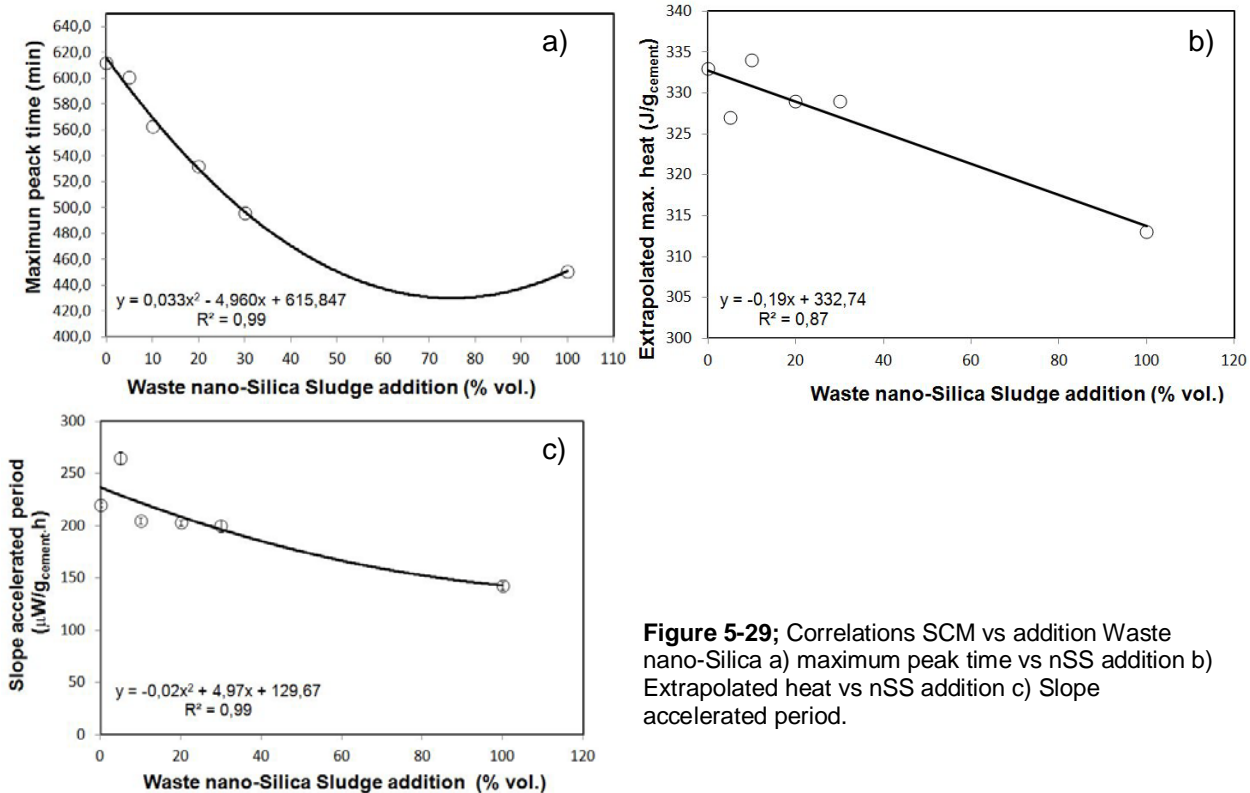 a)
Maximun peack time (min)
640,0
620,0
600,0
580,0
560,0
540,0
520,0
500,0
480,0
460,0
440,0
420,0
400,0
y = 0,033x² - 4,960x + 615,847
R² = 0,99
0 10 20 30 40 50 60 70 80 90 100 110
Waste nano-Silica Sludge addition (% vol.)
b)
Extrapolated max. heat (J/gcement)
340
335
330
325
320
315
310
305
300
y = -0,19x + 332,74
R² = 0,87
0 20 40 60 80 100 120
Waste nano-Silica Sludge addition (% vol.)
c)
Slope accelerated period
(µW/gcement.h)
300
250
200
150
100
50
0
y = -0,02x² + 4,97x + 129,67
R² = 0,99
0 20 40 60 80 100 120
Waste nano-Silica Sludge addition (% vol.)
Figure 5-29; Correlations SCM vs addition Waste
nano-Silica a) maximum peak time vs nSS addition b)
Extrapolated heat vs nSS addition c) Slope
accelerated period.